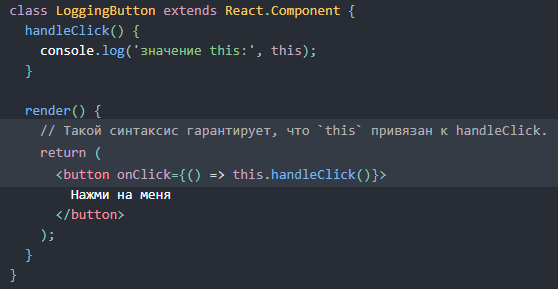 class LoggingButton extends React.Component {
  handleClick() {
    console.log('значение this:', this);
  }

  render() {
    // Такой синтаксис гарантирует, что `this` привязан к handleClick.
    return (
      <button onClick={() => this.handleClick()}>
        Нажми на меня
      </button>
    );
  }
}